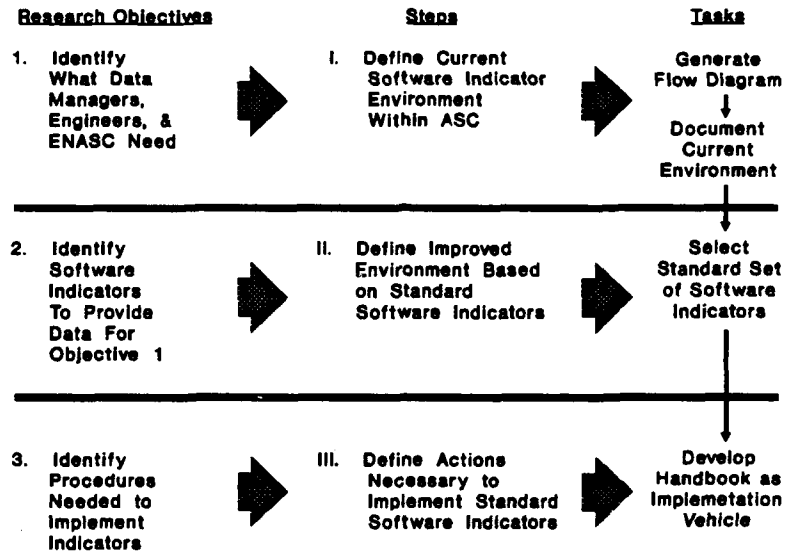 Research Objectives
Steps
Tasks
1. Identify
What Data
Managers,
Engineers, &
ENASC Need
I. Define Current
Software Indicator
Environment
Within ASC
Generate
Flow Diagram
Document
Current
Environment
2. Identify
Software
Indicators
To Provide
Data For
Objective 1
II. Define Improved
Environment Based
on Standard
Software Indicators
Select
Standard Set
of Software
Indicators
3. Identify
Procedures
Needed to
Implement
Indicators
III. Define Actions
Necessary to
Implement Standard
Software Indicators
Develop
Handbook as
Implemetation
Vehicle